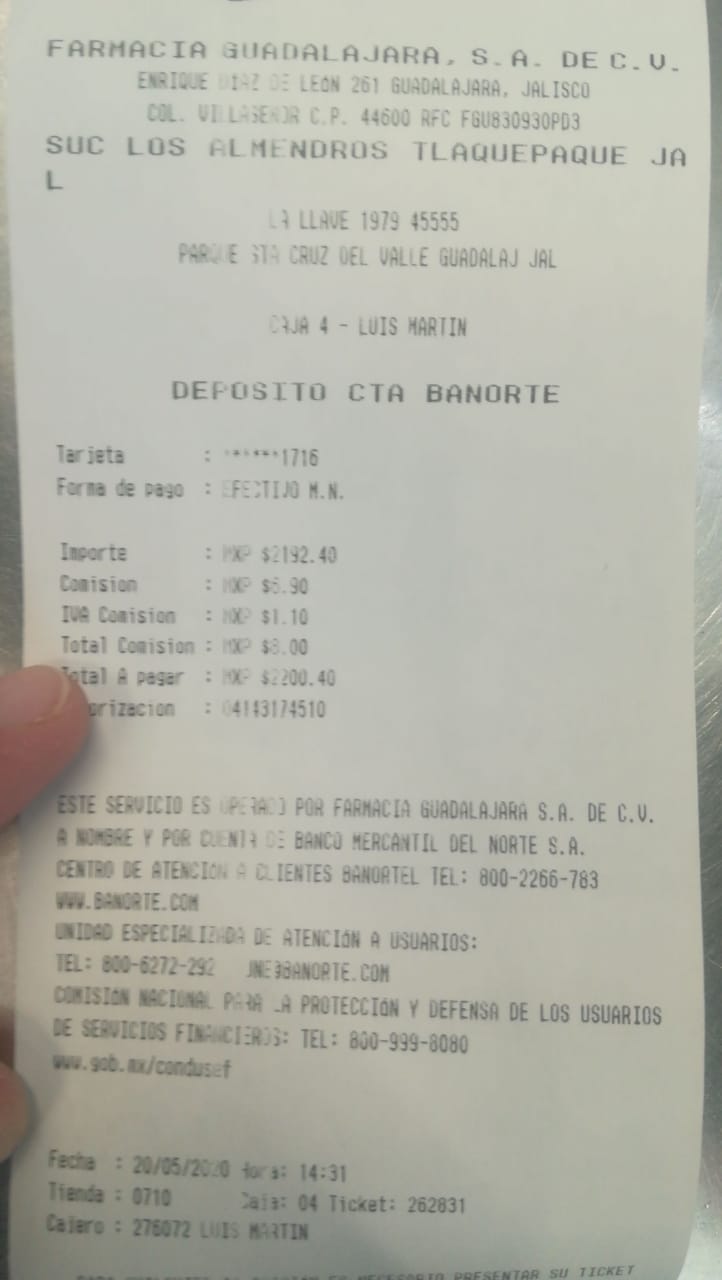 FARMACIA GUADALAJARA, S.A. DE C.V.
ENRIQUE DIAZ DE LEÓN 261 GUADALAJARA, JALISCO
COL. VILLASEÑOR C.P. 44600 RFC FGU830930PD3
SUC LOS ALMENDROS TLAQUEPAQUE JA
L
LA LLAVE 1979 45555
PARQUE STA CRUZ DEL VALLE GUADALAJ JAL
CAJA 4 - LUIS MARTIN
DEPOSITO CTA BANORTE
Tarjeta : ******1716
Forma de pago : EFECTIVO M.N.
Importe : MXP $2192.40
Comision : MXP $6.90
IVA Comision : MXP $1.10
Total Comision : MXP $8.00
Total A pagar : MXP $2200.40
orizacion : 04143174510
ESTE SERVICIO ES OPERADO POR FARMACIA GUADALAJARA S.A. DE C.V.
A NOMBRE Y POR CUENTA DE BANCO MERCANTIL DEL NORTE S.A.
CENTRO DE ATENCIÓN A CLIENTES BANORTEL TEL: 800-2266-783
WWW.BANORTE.COM
UNIDAD ESPECIALIZADA DE ATENCIÓN A USUARIOS:
TEL: 800-6272-292 UNE@BANORTE.COM
COMISIÓN NACIONAL PARA LA PROTECCIÓN Y DEFENSA DE LOS USUARIOS
DE SERVICIOS FINANCIEROS: TEL: 800-999-8080
www.gob.mx/condusef
Fecha : 20/05/2020 Hora: 14:31
Tienda : 0710 Caja: 04 Ticket: 262831
Cajero : 276072 LUIS MARTIN
ES NECESARIO PRESENTAR SU TICKET